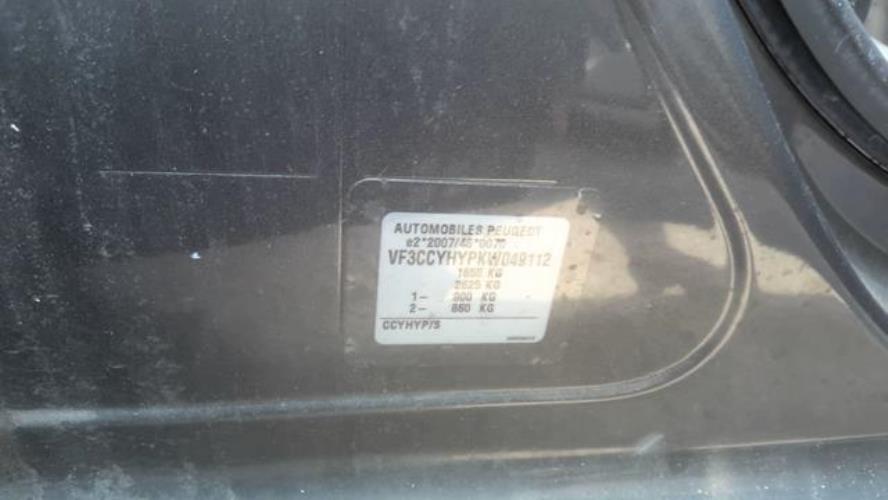 AUTOMOBILES PEUGEOT
e2*2007/46*0070
VF3CCYHYPKW049112
1650 KG
2625 KG
1- 900 KG
2- 860 KG
CCYHYP/S